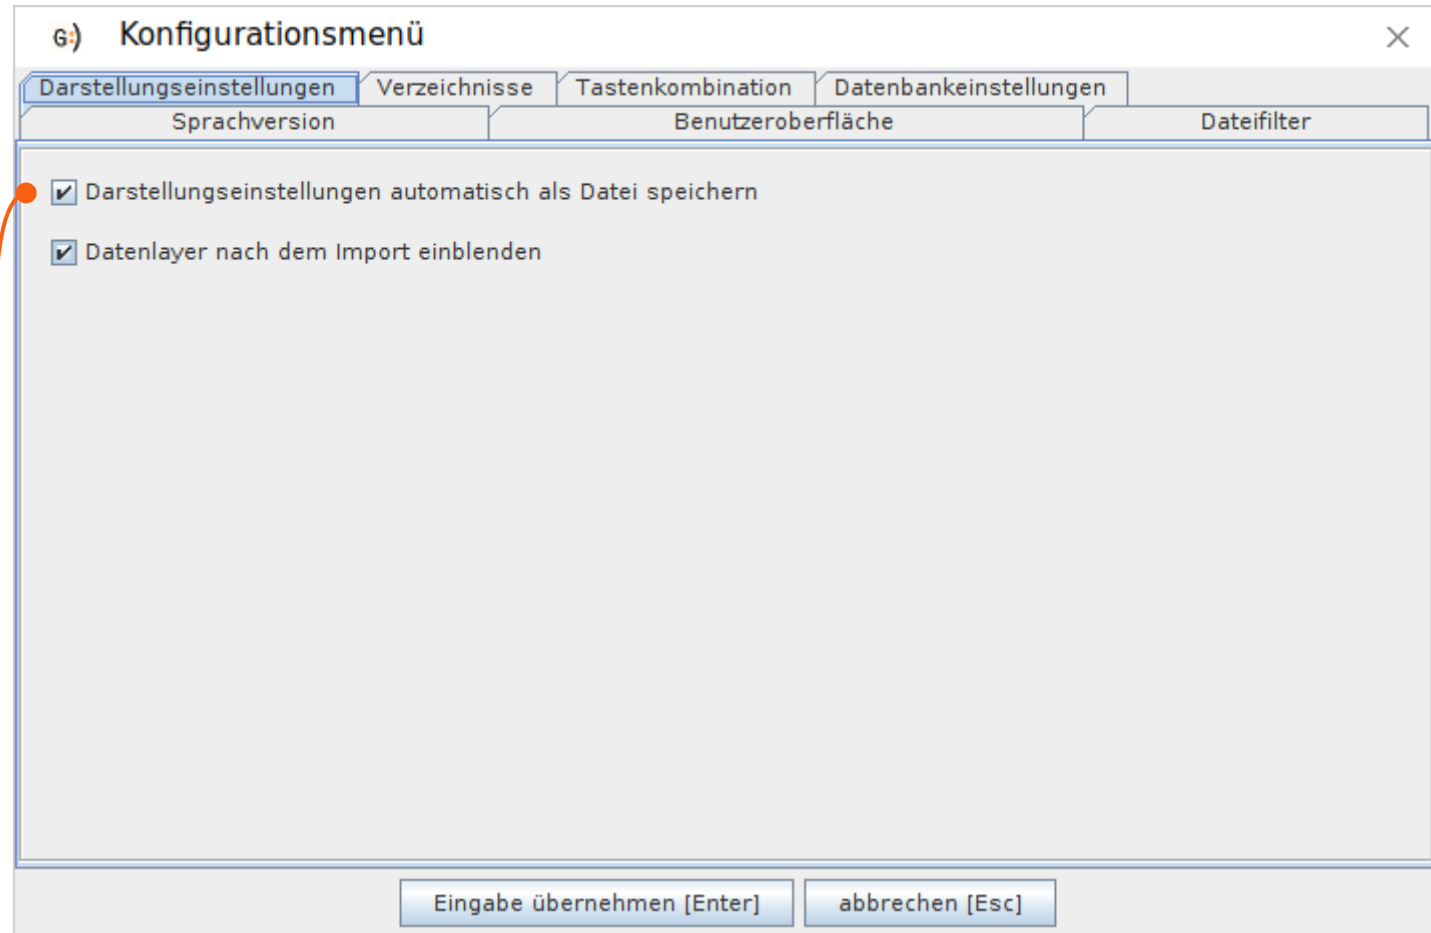 G:) Konfigurationsmenü
Darstellungseinstellungen Verzeichnisse Tastenkombination Datenbankeinstellungen
Sprachversion Benutzeroberfläche Dateifilter
Darstellungseinstellungen automatisch als Datei speichern
Datenlayer nach dem Import einblenden
Eingabe übernehmen [Enter] abbrechen [Esc]